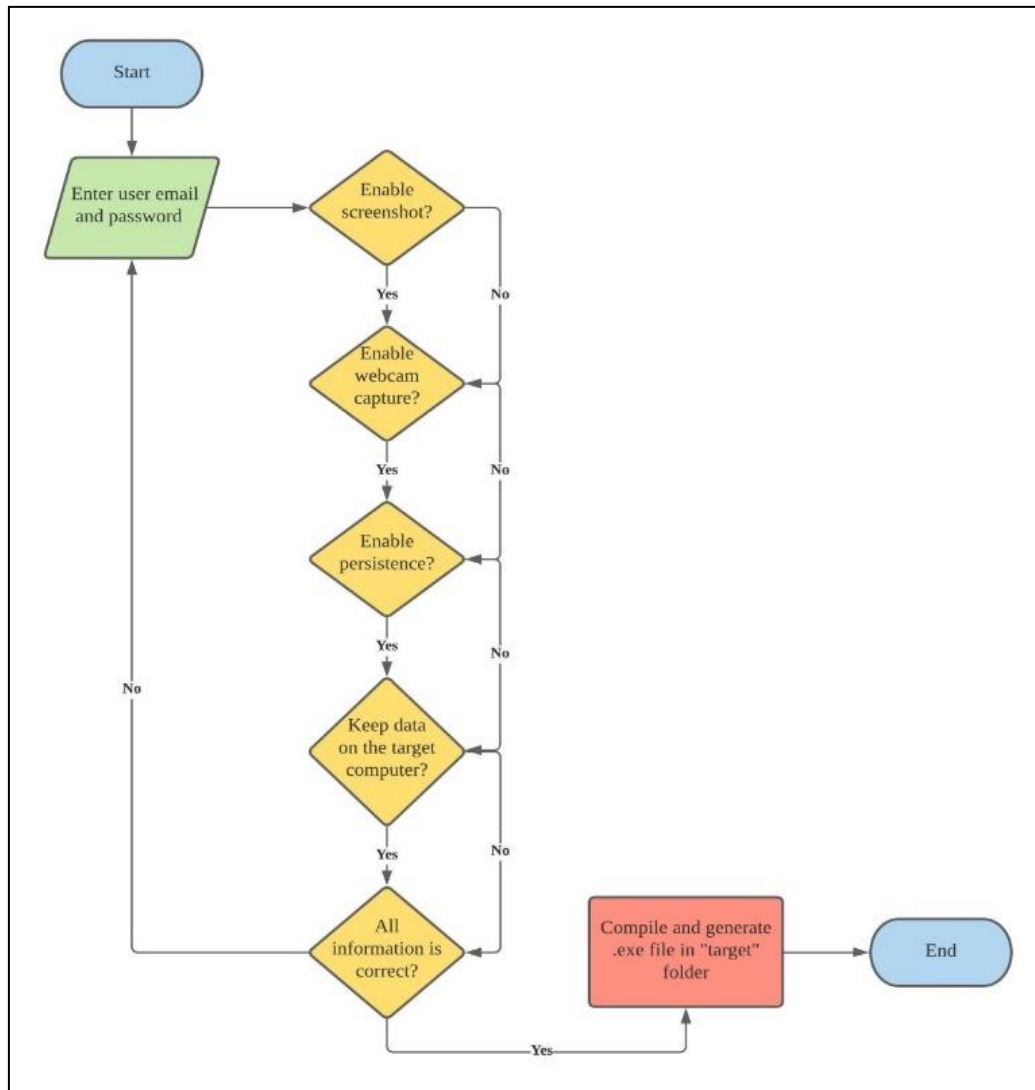 Start
Enter user email
and password
Enable
screenshot?
Yes
No
Enable
webcam
capture?
Yes
No
Enable
persistence?
Yes
No
No
Keep data
on the target
computer?
Yes
No
All
information is
correct?
Compile and generate
.exe file in "target"
folder
End
Yes